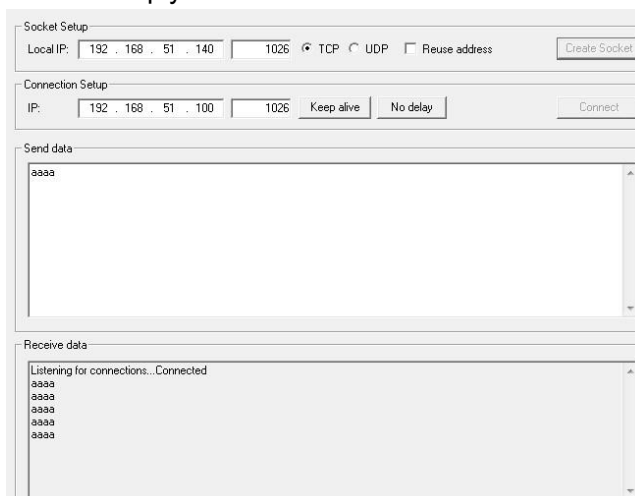 Socket Setup
Local IP: 192 . 168 . 51 . 140 1026 TCP UDP Reuse address Create Socket
Connection Setup
IP: 192 . 168 . 51 . 100 1026 Keep alive No delay Connect
Send data
aaaa
Receive data
Listening for connections...Connected
aaaa
aaaa
aaaa
aaaa
aaaa